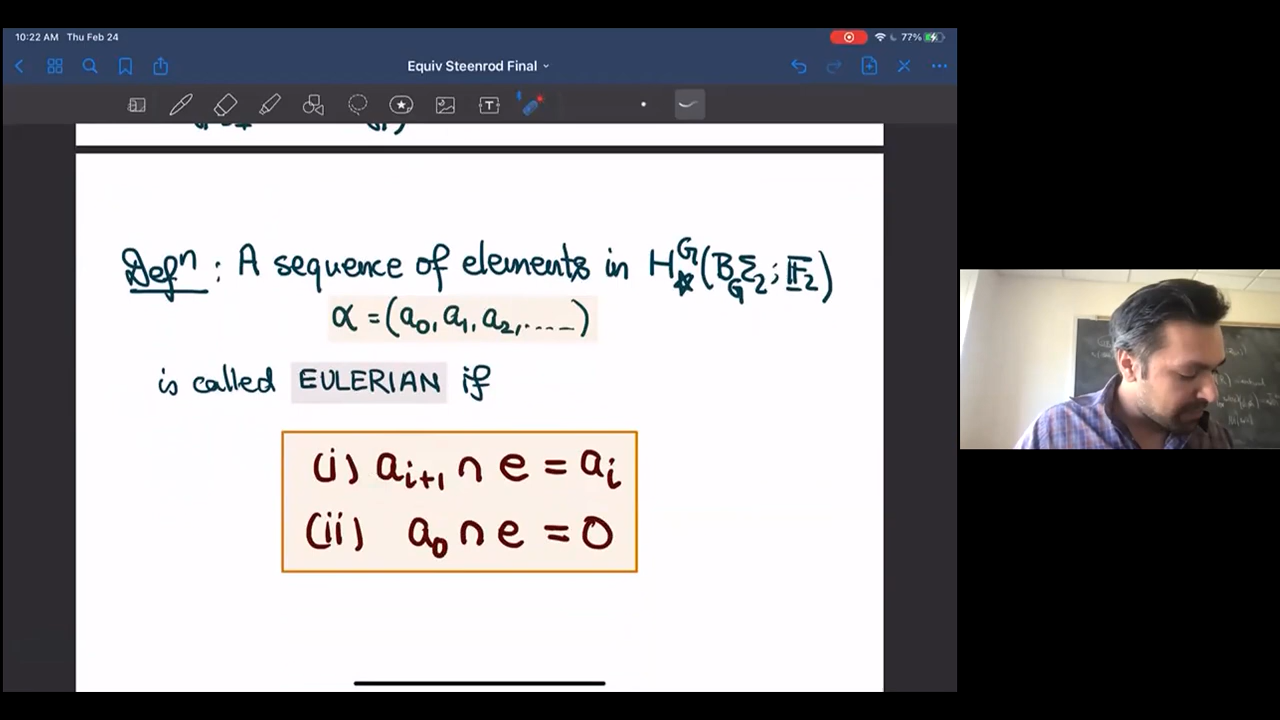 10:22 AM Thu Feb 24
77%
Equiv Steenrod Final
Defⁿ : A sequence of elements in H^G_★(B_GΣ_2; F_2)
α = (a_0, a_1, a_2, .....)
is called EULERIAN if
(i) a_{i+1} ∩ e = a_i
(ii) a_0 ∩ e = 0